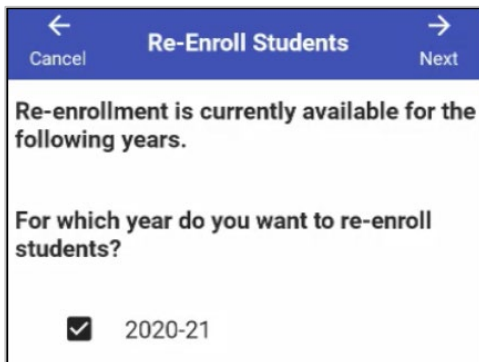 Re-Enroll Students
Cancel
Next
Re-enrollment is currently available for the
following years.
For which year do you want to re-enroll
students?
2020-21